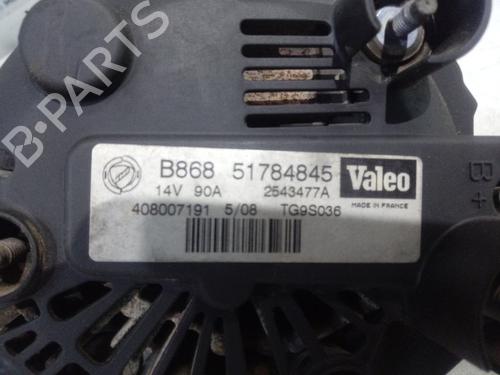 B-PARTS
B868 51784845
14V 90A 2543477A
Valeo
MADE IN FRANCE
408007191 5/08 TG9S036
B+